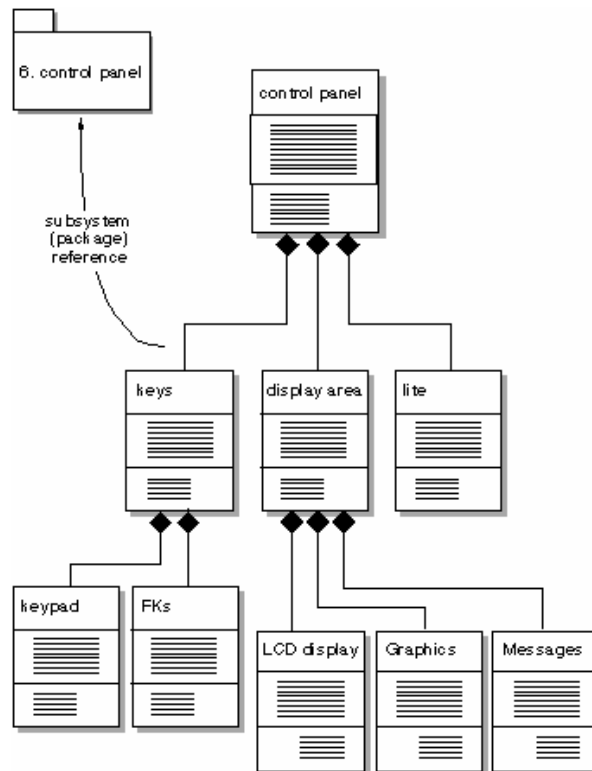 6. control panel
control panel
subsystem
(package)
reference
keys
display area
lite
keypad
FKs
LCD display
Graphics
Messages